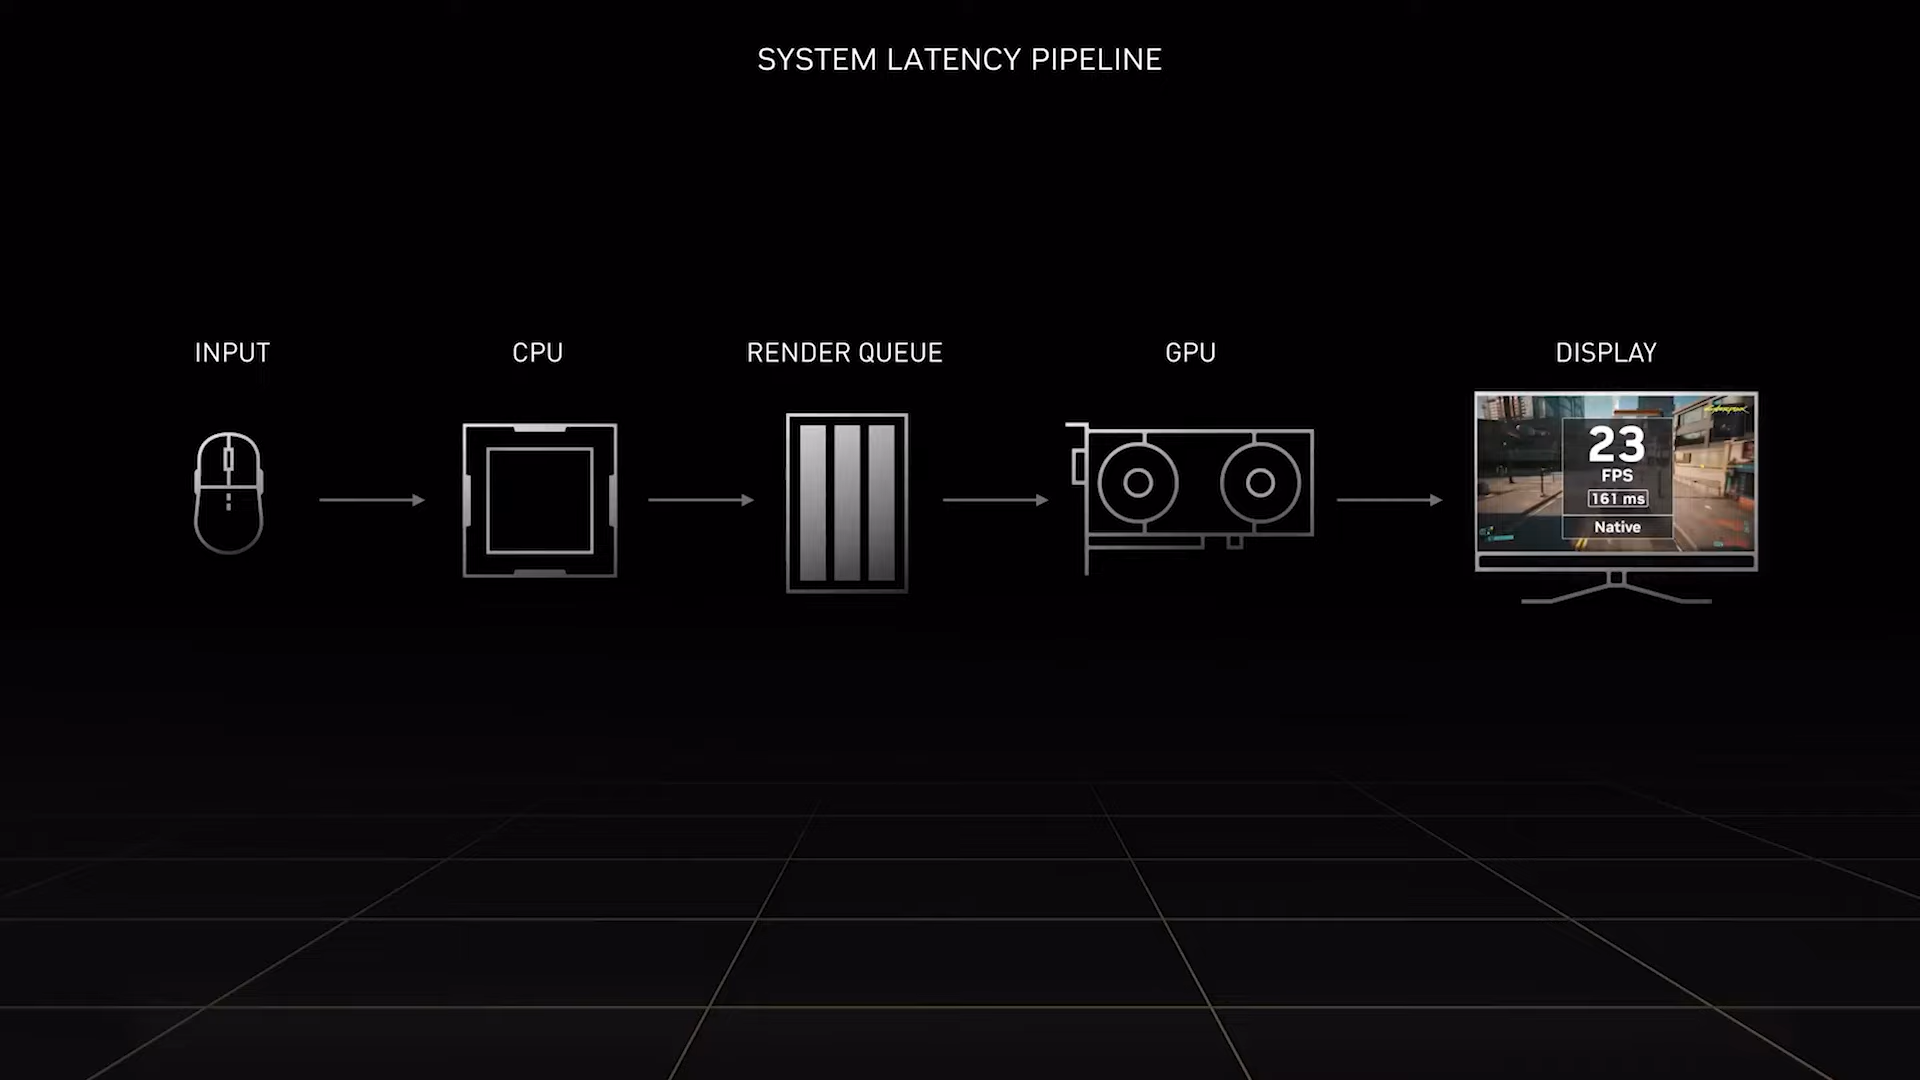 SYSTEM LATENCY PIPELINE
INPUT
CPU
RENDER QUEUE
GPU
DISPLAY
23
FPS
161 ms
Native